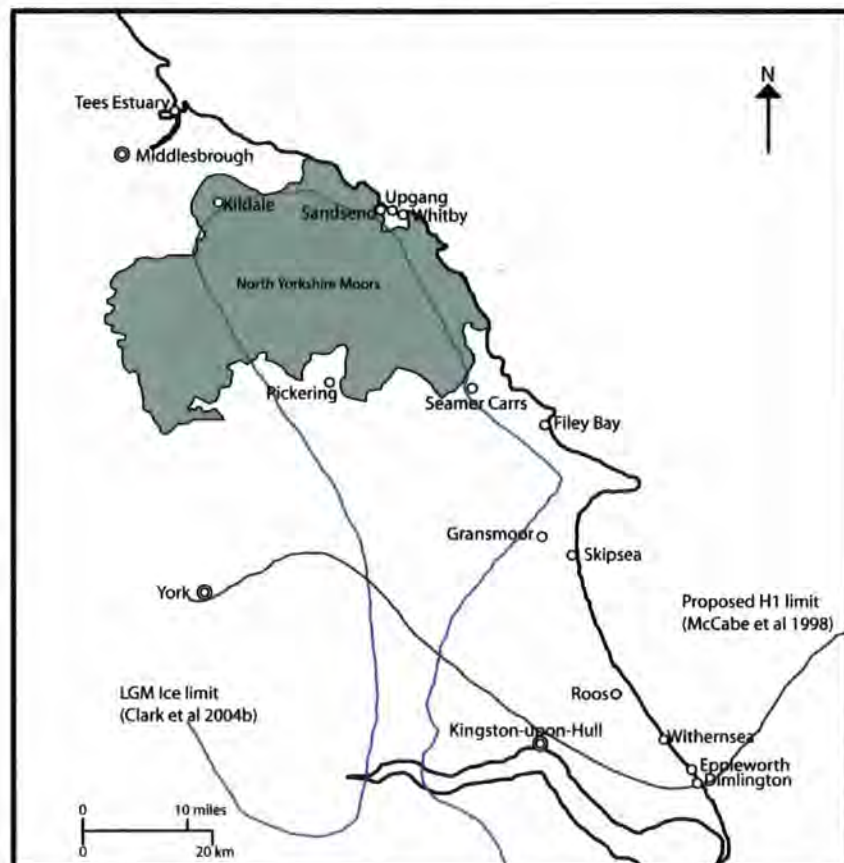 N
Tees Estuary
Middlesbrough
Kildale
Upgang
Sandsend
Whitby
North Yorkshire Moors
Pickering
Seamer Carrs
Filey Bay
Gransmoor
Skipsea
York
Proposed H1 limit
(McCabe et al 1998)
LGM Ice limit
(Clark et al 2004b)
Roos
Kingston-upon-Hull
Withernsea
Eppleworth
Dimlington
0 10 miles
0 20 km